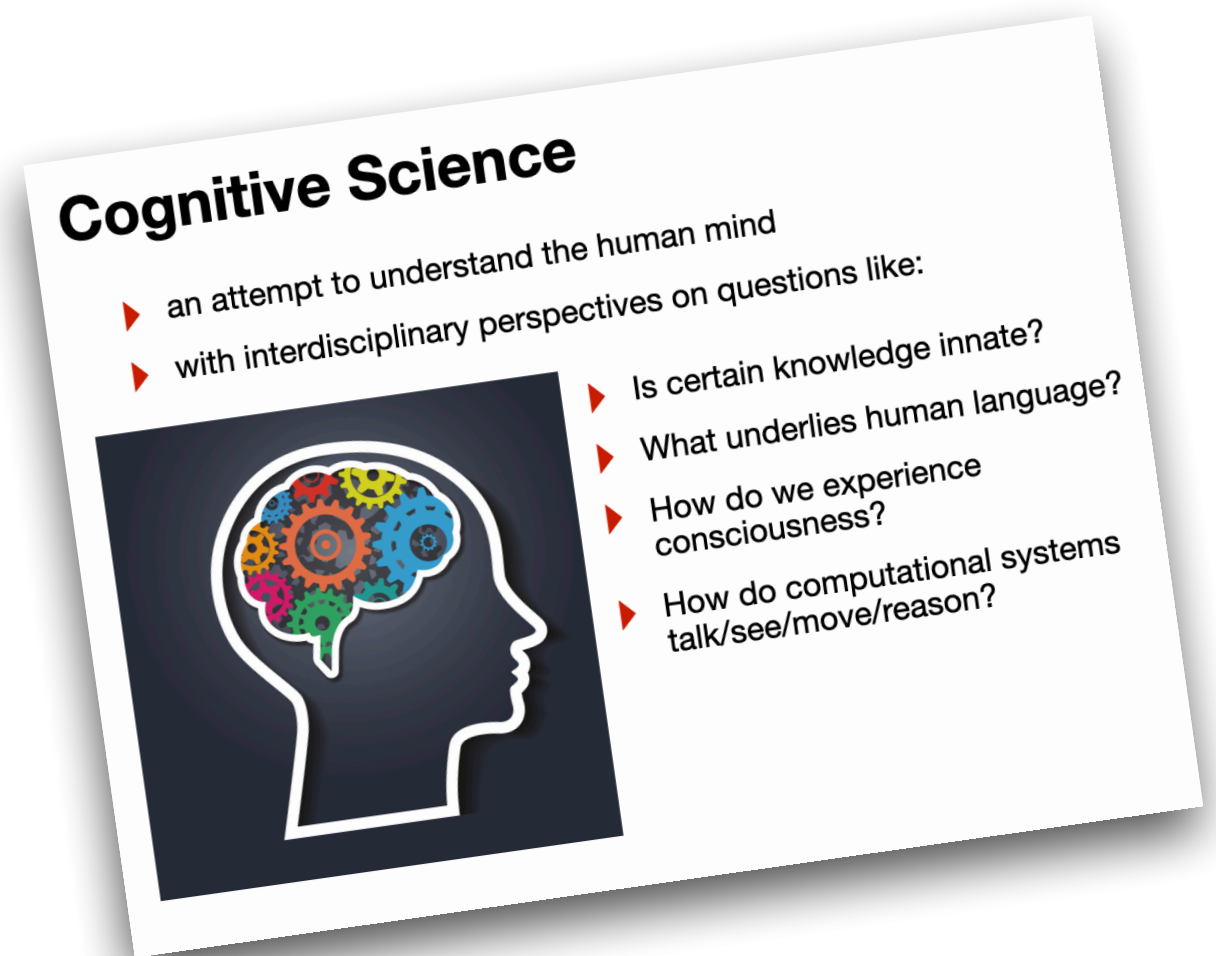 Cognitive Science
an attempt to understand the human mind
with interdisciplinary perspectives on questions like:
Is certain knowledge innate?
What underlies human language?
How do we experience
consciousness?
How do computational systems
talk/see/move/reason?